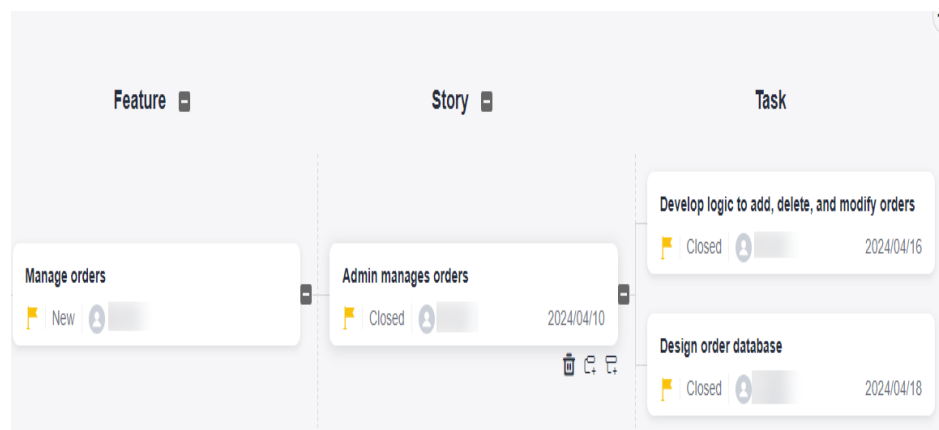 Feature
Story
Task
Develop logic to add, delete, and modify orders
Closed
2024/04/16
Manage orders
New
Admin manages orders
Closed
2024/04/10
Design order database
Closed
2024/04/18